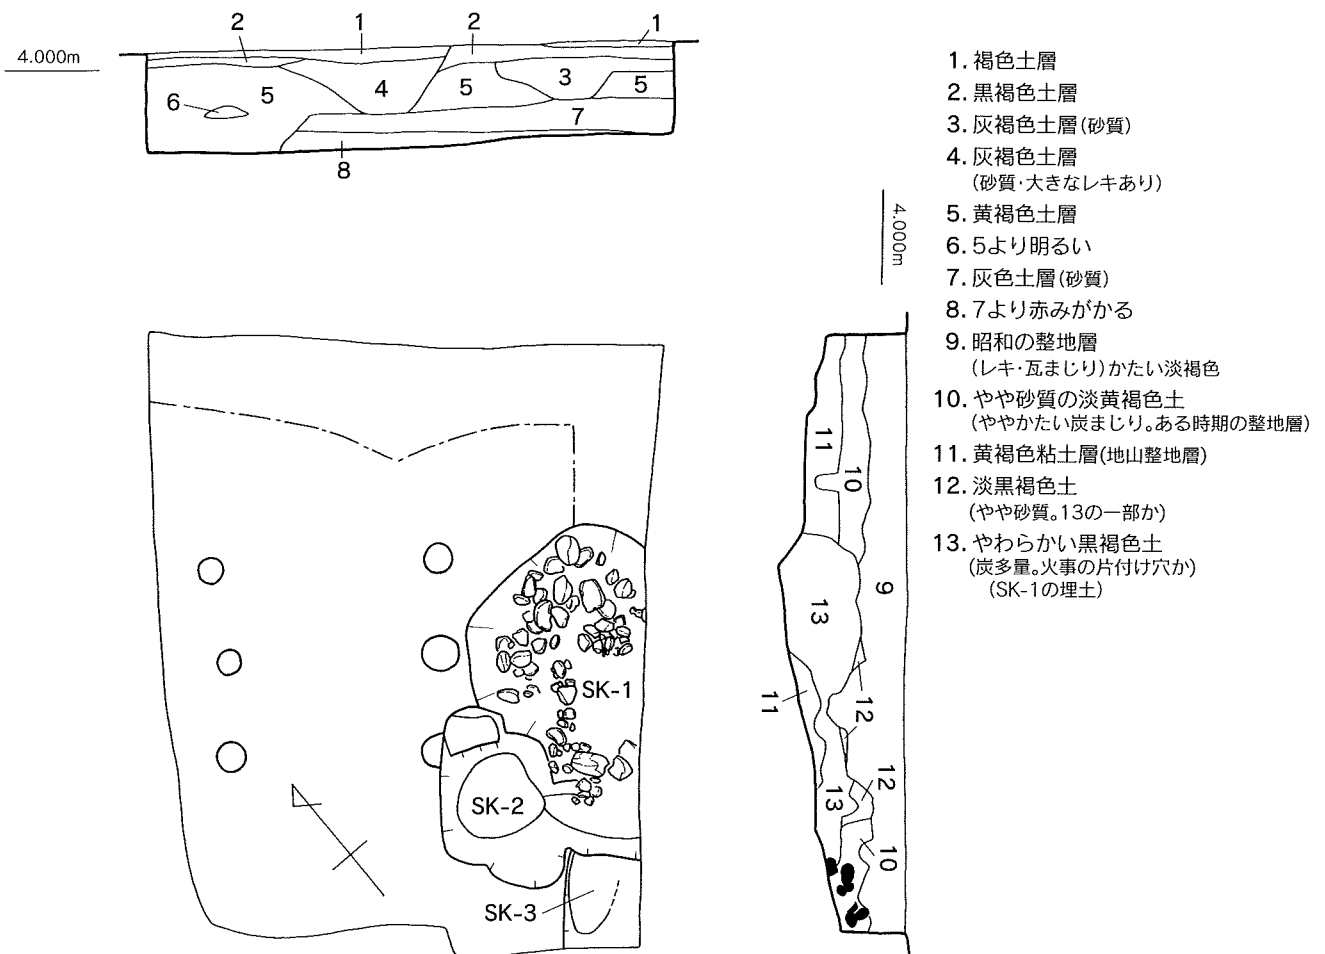 2
1
2
1
4.000m
5
4
5
3
5
6
7
8
1. 褐色土層
2. 黒褐色土層
3. 灰褐色土層(砂質)
4. 灰褐色土層
(砂質・大きなレキあり)
5. 黄褐色土層
6. 5より明るい
7. 灰色土層(砂質)
8. 7より赤みがかる
9. 昭和の整地層
(レキ・瓦まじり)かたい淡褐色
10. やや砂質の淡黄褐色土
(ややかたい炭まじり。ある時期の整地層)
11. 黄褐色粘土層(地山整地層)
12. 淡黒褐色土
(やや砂質。13の一部か)
13. やわらかい黒褐色土
(炭多量。火事の片付け穴か)
(SK-1の埋土)
4.000m
11
10
9
13
11
12
12
13
10
SK-1
SK-2
SK-3